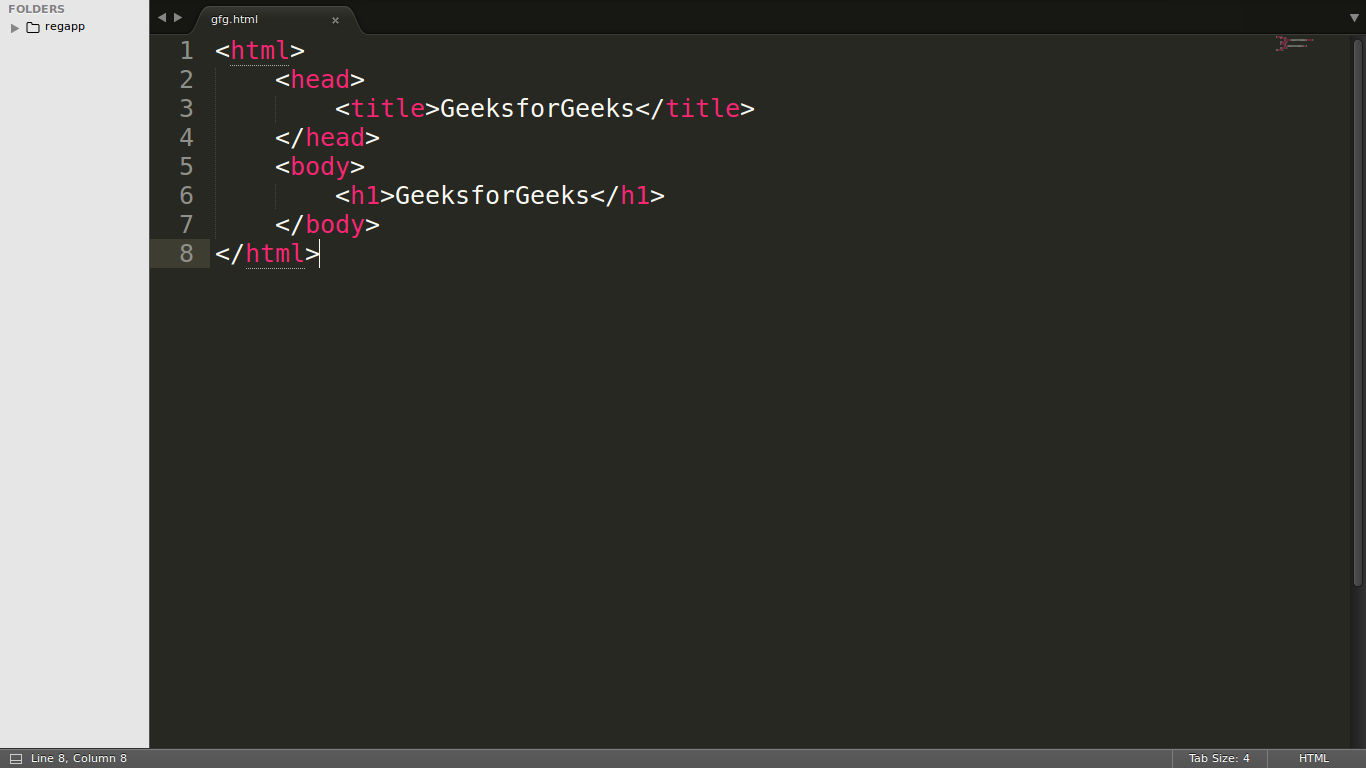 FOLDERS
regapp
gfg.html ×
1 <html>
2     <head>
3         <title>GeeksforGeeks</title>
4     </head>
5     <body>
6         <h1>GeeksforGeeks</h1>
7     </body>
8 </html>
Line 8, Column 8 Tab Size: 4 HTML